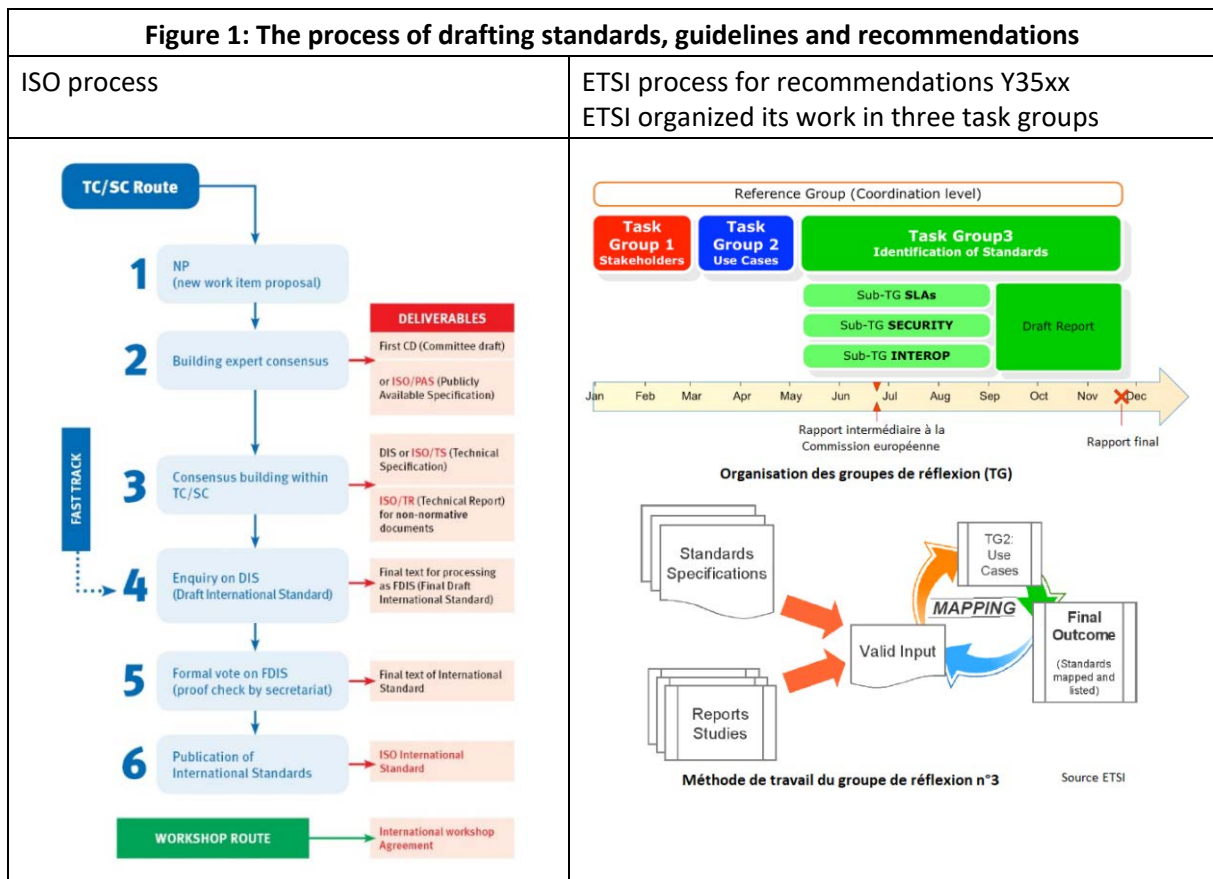 Figure 1: The process of drafting standards, guidelines and recommendations
ISO process
ETSI process for recommendations Y35xx
ETSI organized its work in three task groups
TC/SC Route
1
NP
(new work item proposal)
DELIVERABLES
2
Building expert consensus
First CD (Committee draft)
or ISO/PAS (Publicly
Available Specification)
FAST TRACK
3
Consensus building within
TC/SC
DIS or ISO/TS (Technical
Specification)
ISO/TR (Technical Report)
for non-normative
documents
4
Enquiry on DIS
(Draft International Standard)
Final text for processing
as FDIS (Final Draft
International Standard)
5
Formal vote on FDIS
(proof check by secretariat)
Final text of International
Standard
6
Publication of
International Standards
ISO International
Standard
WORKSHOP ROUTE
International workshop
Agreement
Reference Group (Coordination level)
Task
Group 1
Stakeholders
Task
Group 2
Use Cases
Task Group3
Identification of Standards
Sub-TG SLAs
Sub-TG SECURITY
Sub-TG INTEROP
Draft Report
Jan Feb Mar Apr May Jun Jul Aug Sep Oct Nov Dec
Rapport intermédiaire à la
Commission européenne
Rapport final
Organisation des groupes de réflexion (TG)
Standards
Specifications
Reports
Studies
Valid Input
MAPPING
TG2:
Use
Cases
Final
Outcome
(Standards
mapped and
listed)
Méthode de travail du groupe de réflexion n°3
Source ETSI